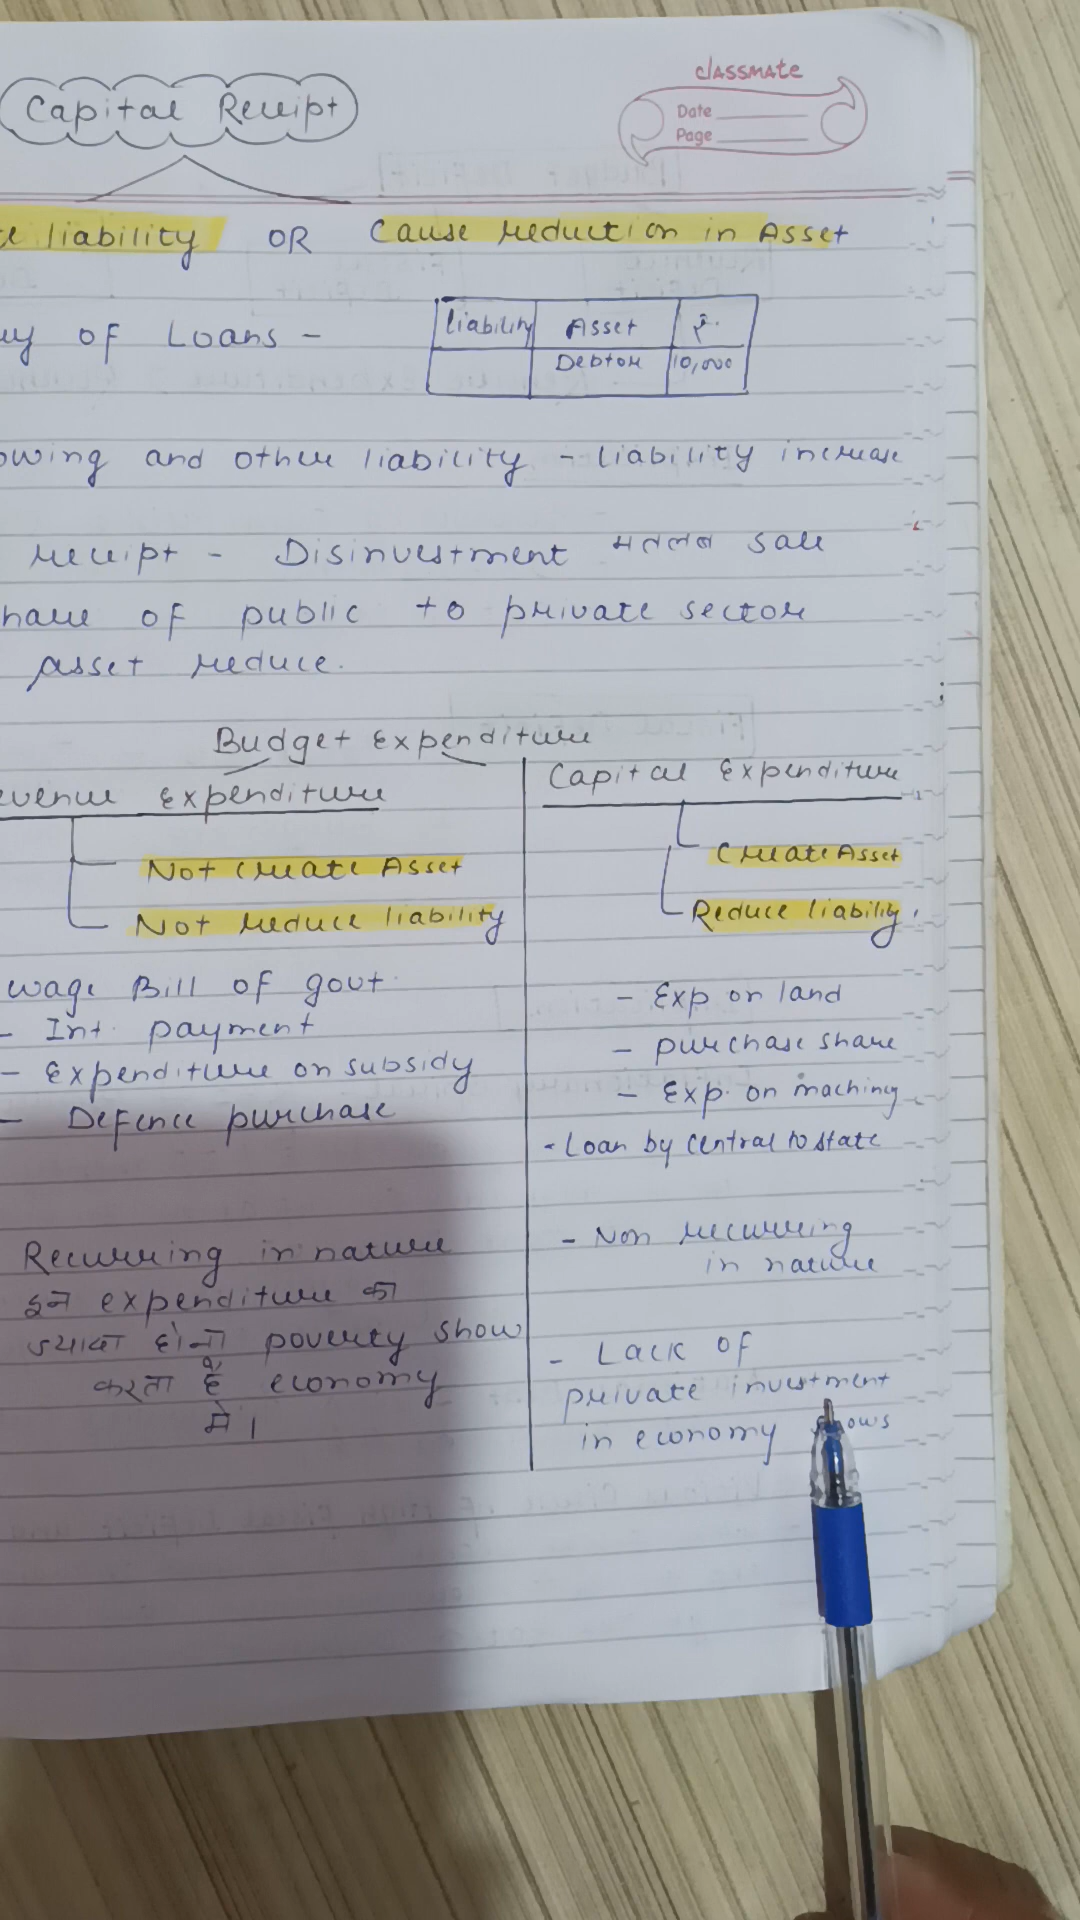 classmate
Date
Page
Capital Receipt
liability OR Cause reduction in Asset
of Loans -
Liability Asset ₹.
Debtor 10,000
and other liability - liability increase
receipt - Disinvestment मतलब sale
of public to private sector
asset reduce.
Budget Expenditure
Expenditure
Capital Expenditure
Not create Asset
Not reduce liability
Create Asset
Reduce liability
wage Bill of govt.
- Int. payment
- Expenditure on subsidy
- Defence purchase
- Exp on land
- purchase share
- Exp. on machiny
- Loan by central to state
Recurring in nature
इन expenditure का
ज्यादा होना poverty show
करता है economy
मे।
- Non recurring
in nature
- Lack of
private investment
in economy